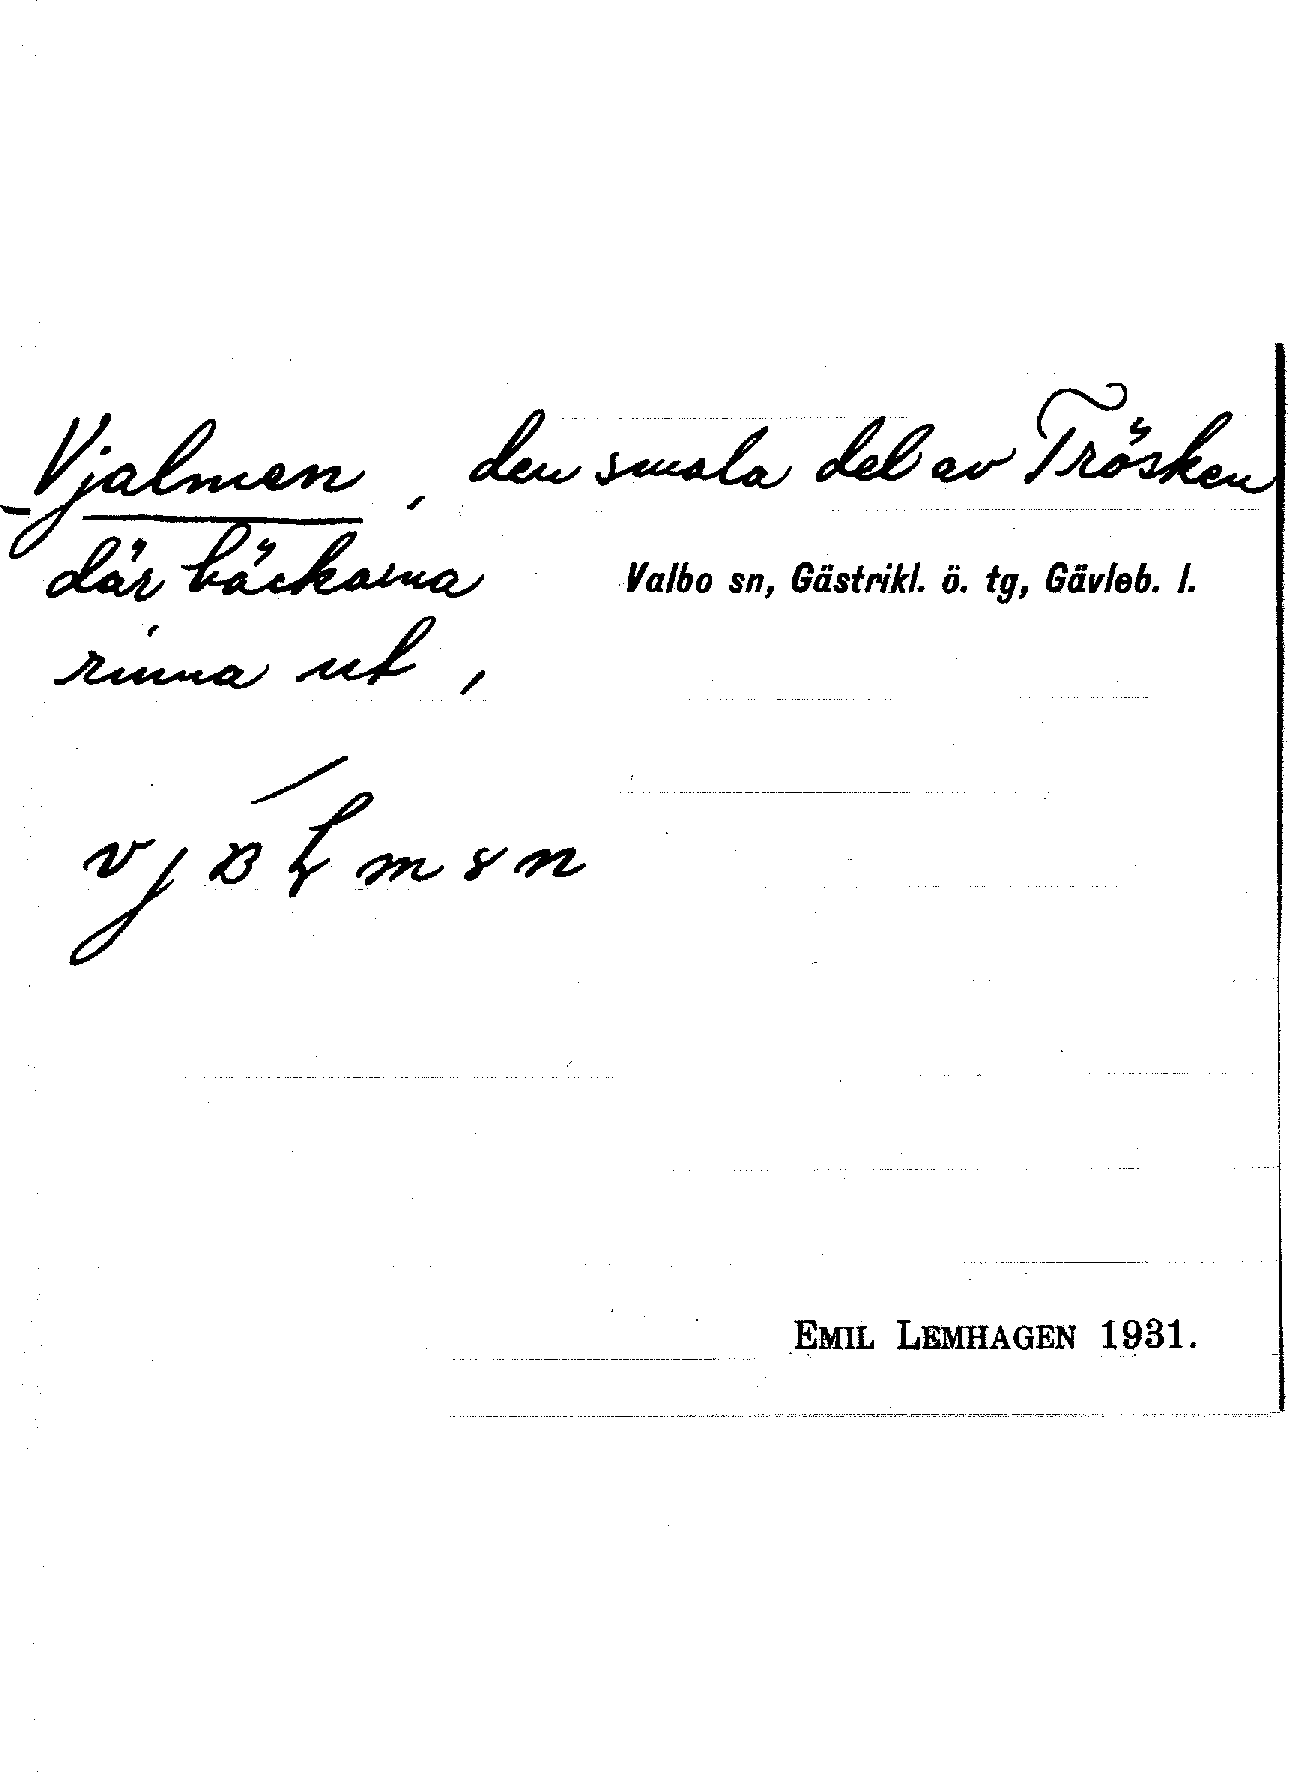 Vjalmen, den smala del av Trösken
där bäckarna
Valbo sn, Gästrikl. ö. tg, Gävleb. l.
rinna ut,
EMIL LEMHAGEN 1931.